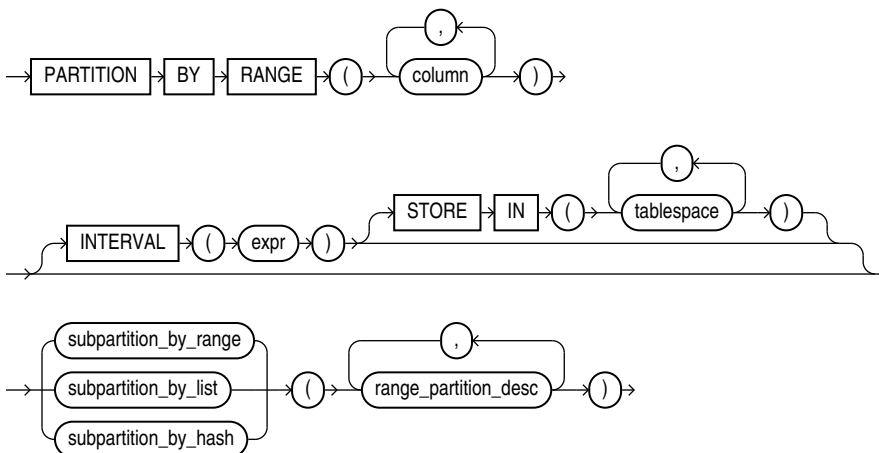 ,
PARTITION BY RANGE ( column )
,
STORE IN ( tablespace )
INTERVAL ( expr )
subpartition_by_range ,
subpartition_by_list ( range_partition_desc )
subpartition_by_hash